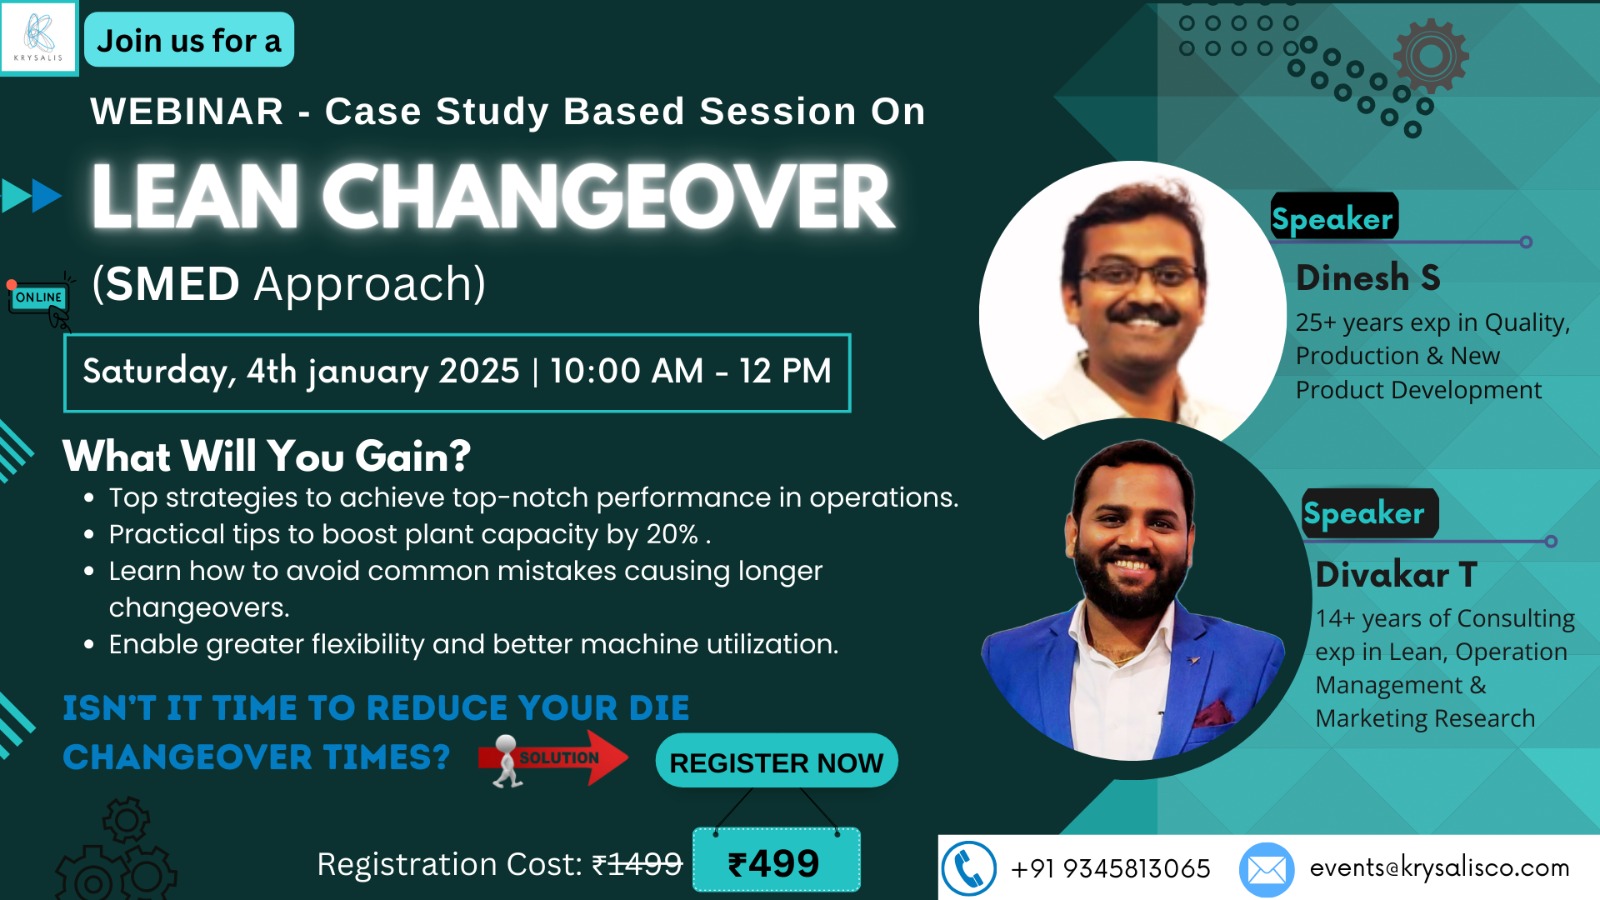 KRYSALIS
Join us for a
WEBINAR - Case Study Based Session On
LEAN CHANGEOVER
(SMED Approach)
ONLINE
Saturday, 4th january 2025 | 10:00 AM - 12 PM
What Will You Gain?
• Top strategies to achieve top-notch performance in operations.
• Practical tips to boost plant capacity by 20% .
• Learn how to avoid common mistakes causing longer
changeovers.
• Enable greater flexibility and better machine utilization.
ISN'T IT TIME TO REDUCE YOUR DIE
CHANGEOVER TIMES?
SOLUTION
REGISTER NOW
Registration Cost: ₹1499
₹499
Speaker
Dinesh S
25+ years exp in Quality,
Production & New
Product Development
Speaker
Divakar T
14+ years of Consulting
exp in Lean, Operation
Management &
Marketing Research
+91 9345813065
events@krysalisco.com